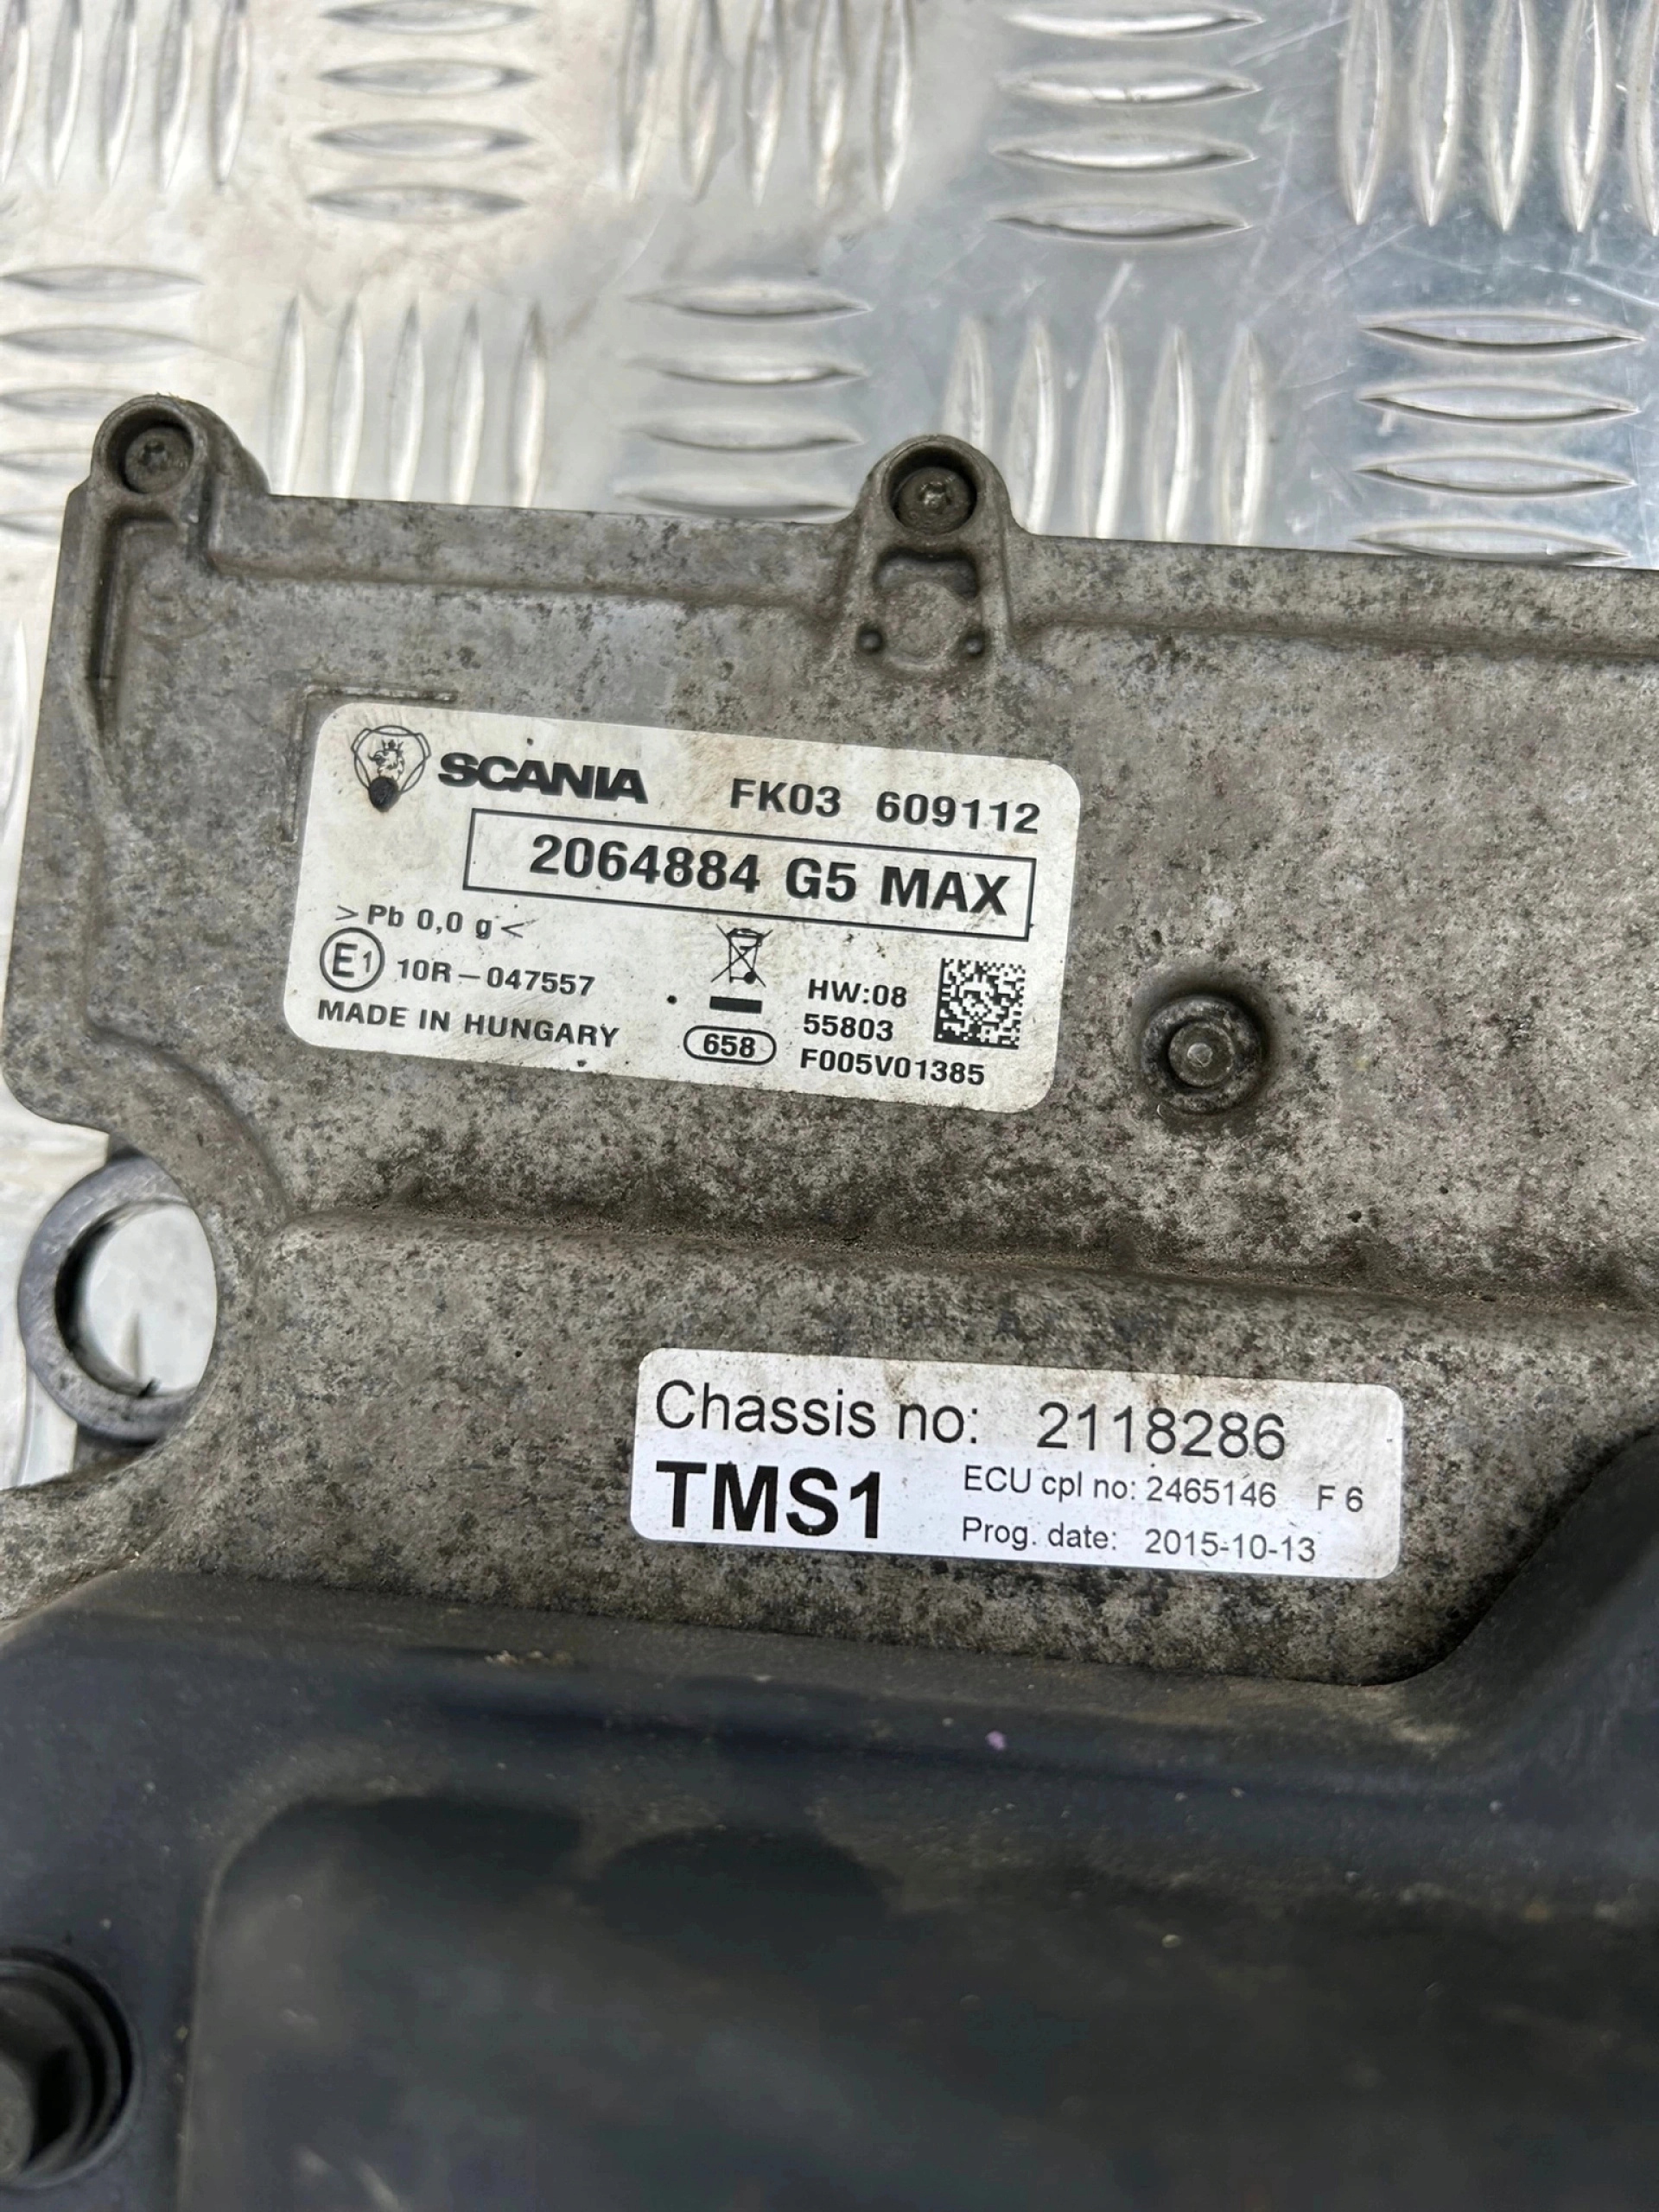 SCANIA FK03 609112
2064884 G5 MAX
>Pb 0,0 g<
E1 10R-047557
MADE IN HUNGARY
658
HW:08
55803
F005V01385
Chassis no: 2118286
TMS1
ECU cpl no: 2465146 F 6
Prog. date: 2015-10-13